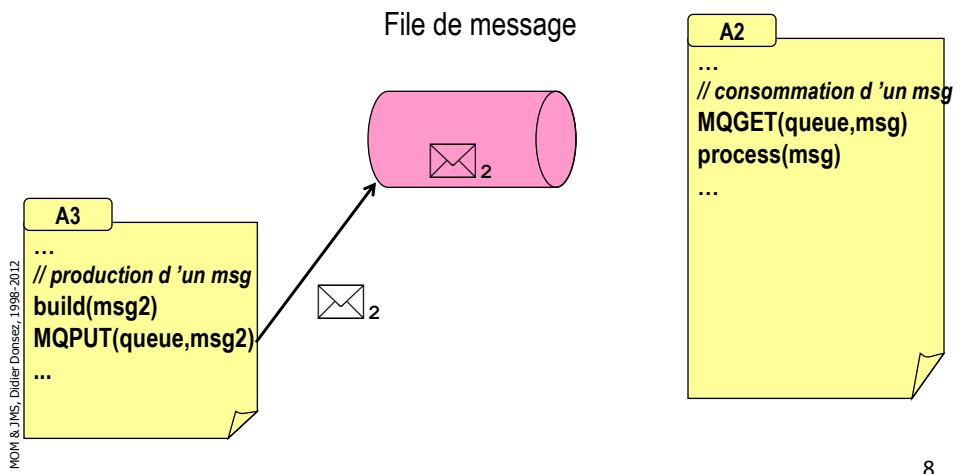 File de message
A2
…
// consommation d ’un msg
MQGET(queue,msg)
process(msg)
…
2
A3
…
// production d ’un msg
build(msg2)
MQPUT(queue,msg2)
...
2
MOM & JMS, Didier Donsez, 1998-2012
8